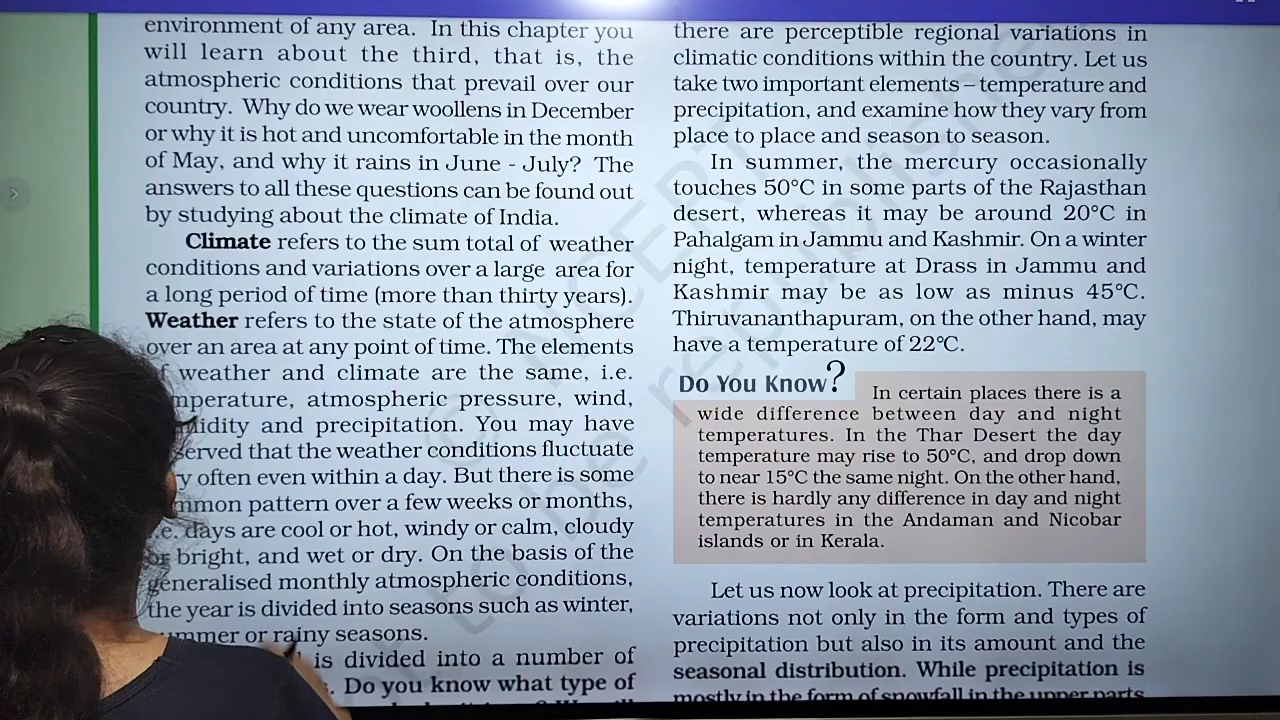 environment of any area. In this chapter you
will learn about the third, that is, the
atmospheric conditions that prevail over our
country. Why do we wear woollens in December
or why it is hot and uncomfortable in the month
of May, and why it rains in June - July? The
answers to all these questions can be found out
by studying about the climate of India.
Climate refers to the sum total of weather
conditions and variations over a large area for
a long period of time (more than thirty years).
Weather refers to the state of the atmosphere
over an area at any point of time. The elements
weather and climate are the same, i.e.
atmospheric pressure, wind,
and precipitation. You may have
that the weather conditions fluctuate
often even within a day. But there is some
pattern over a few weeks or months,
days are cool or hot, windy or calm, cloudy
or bright, and wet or dry. On the basis of the
generalised monthly atmospheric conditions,
the year is divided into seasons such as winter,
or rainy seasons.
is divided into a number of
Do you know what type of
there are perceptible regional variations in
climatic conditions within the country. Let us
take two important elements – temperature and
precipitation, and examine how they vary from
place to place and season to season.
In summer, the mercury occasionally
touches 50°C in some parts of the Rajasthan
desert, whereas it may be around 20°C in
Pahalgam in Jammu and Kashmir. On a winter
night, temperature at Drass in Jammu and
Kashmir may be as low as minus 45°C.
Thiruvananthapuram, on the other hand, may
have a temperature of 22°C.
Do You Know?
In certain places there is a
wide difference between day and night
temperatures. In the Thar Desert the day
temperature may rise to 50°C, and drop down
to near 15°C the same night. On the other hand,
there is hardly any difference in day and night
temperatures in the Andaman and Nicobar
islands or in Kerala.
Let us now look at precipitation. There are
variations not only in the form and types of
precipitation but also in its amount and the
seasonal distribution. While precipitation is
mostly in the form of snowfall in the upper parts
© NCERT
to be republished